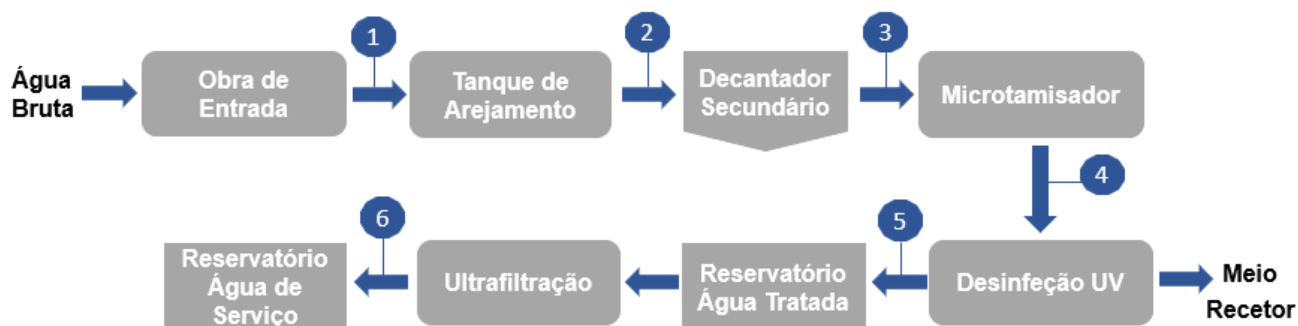 Água
Bruta
Obra de
Entrada
1
Tanque de
Arejamento
2
Decantador
Secundário
3
Microtamisador
4
Desinfeção UV
Meio
Recetor
5
Reservatório
Água Tratada
Ultrafiltração
6
Reservatório
Água de
Serviço